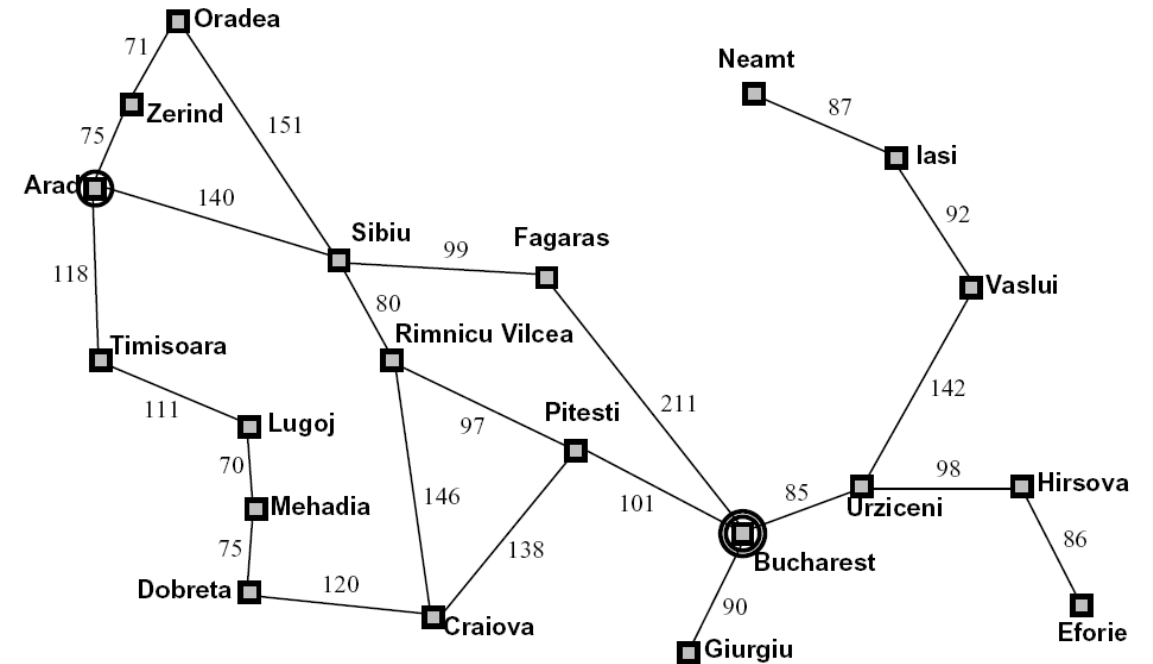 Oradea
71
Neamt
87
Zerind
151
75
Iasi
Arad
140
92
Sibiu
Fagaras
99
118
Vaslui
80
Rimnicu Vilcea
Timisoara
142
111
Pitesti
211
Lugoj
97
70
98
Hirsova
146
101
85
Urziceni
Mehadia
75
138
86
Bucharest
Dobreta
120
90
Craiova
Eforie
Giurgiu